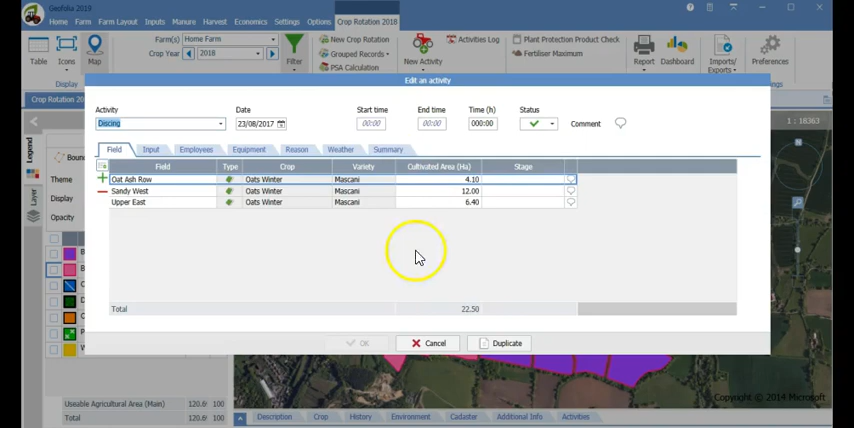 Geofolia 2019
Home Farm Farm Layout Inputs Manure Harvest Economics Settings Options Crop Rotation 2018
Farm(s) Home Farm
Crop Year 2018
Table Icons Map
Display
Filter
New Crop Rotation
Grouped Records
PSA Calculation
New Activity
Activities Log
Plant Protection Product Check
Fertiliser Maximum
Report Dashboard Imports/ Exports Preferences
Edit an activity
Crop Rotation 20
1 : 18363
Activity Date Start time End time Time (h) Status
Discing 23/08/2017 00:00 00:00 000:00 Comment
Field Input Employees Equipment Reason Weather Summary
Field Type Crop Variety Cultivated Area (Ha) Stage
Oat Ash Row Oats Winter Mascani 4.10
Sandy West Oats Winter Mascani 12.00
Upper East Oats Winter Mascani 6.40
Total 22.50
OK Cancel Duplicate
Legend
Layer
Theme
Display
Opacity
Useable Agricultural Area (Main) 120.6 100
Total 120.6 100
Copyright © 2014 Microsoft
Description Crop History Environment Cadaster Additional Info Activities